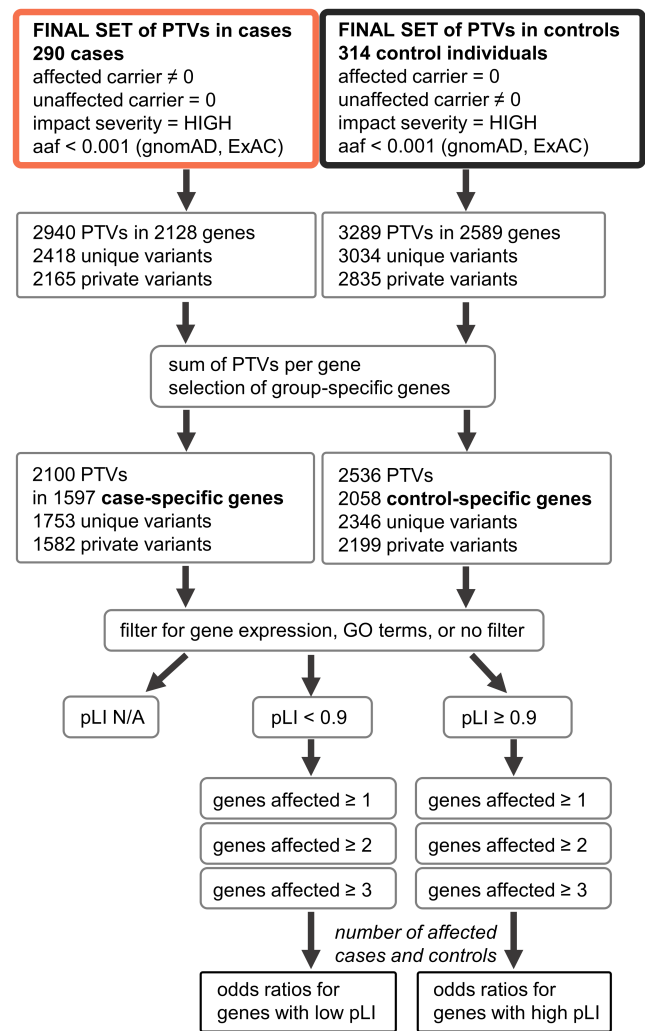 FINAL SET of PTVs in cases
290 cases
affected carrier ≠ 0
unaffected carrier = 0
impact severity = HIGH
aaf < 0.001 (gnomAD, ExAC)
FINAL SET of PTVs in controls
314 control individuals
affected carrier = 0
unaffected carrier ≠ 0
impact severity = HIGH
aaf < 0.001 (gnomAD, ExAC)
2940 PTVs in 2128 genes
2418 unique variants
2165 private variants
3289 PTVs in 2589 genes
3034 unique variants
2835 private variants
sum of PTVs per gene
selection of group-specific genes
2100 PTVs
in 1597 case-specific genes
1753 unique variants
1582 private variants
2536 PTVs
2058 control-specific genes
2346 unique variants
2199 private variants
filter for gene expression, GO terms, or no filter
pLI N/A
pLI < 0.9
pLI ≥ 0.9
genes affected ≥ 1
genes affected ≥ 2
genes affected ≥ 3
genes affected ≥ 1
genes affected ≥ 2
genes affected ≥ 3
number of affected
cases and controls
odds ratios for
genes with low pLI
odds ratios for
genes with high pLI